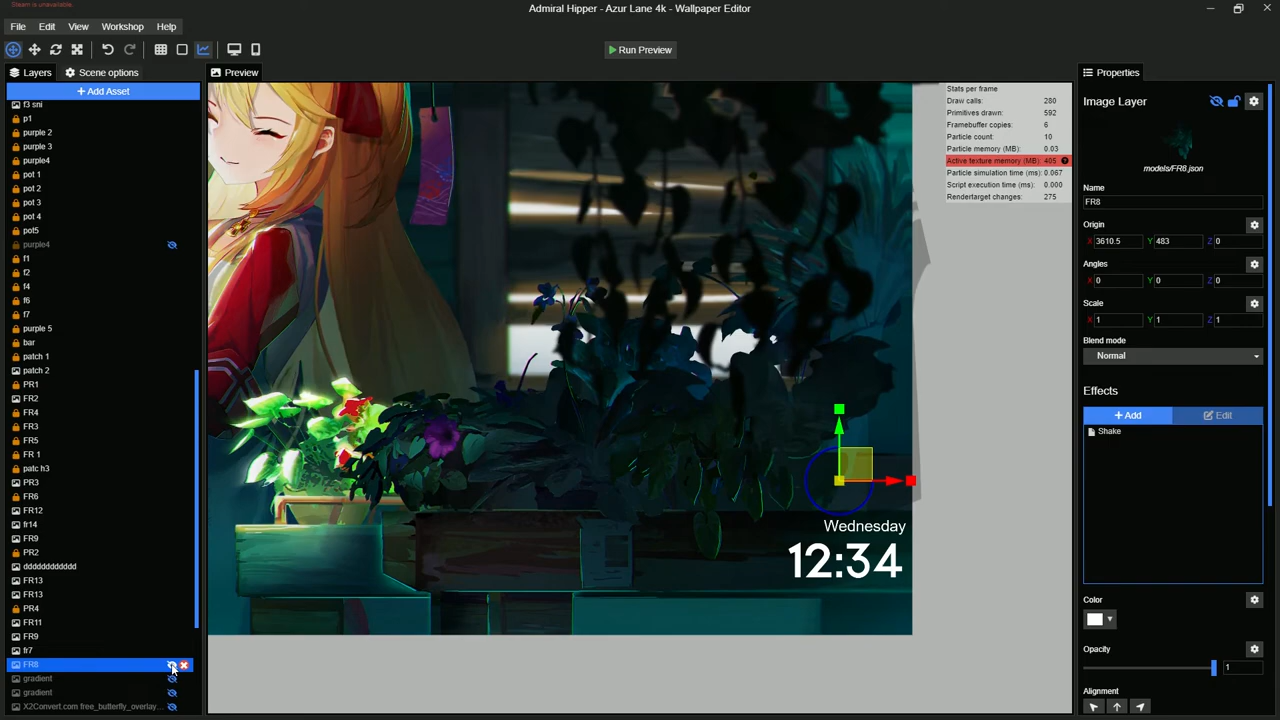 Steam is unavailable.
Admiral Hipper - Azur Lane 4k - Wallpaper Editor
File Edit View Workshop Help
Run Preview
Layers Scene options Preview Properties
+ Add Asset
f3 sni
p1
purple 2
purple 3
purple4
pot 1
pot 2
pot 3
pot 4
pot5
purple4
f1
f2
f4
f6
f7
purple 5
bar
patch 1
patch 2
PR1
FR2
FR4
FR3
FR5
FR 1
patc h3
PR3
FR6
FR12
fr14
FR9
PR2
dddddddddddd
FR13
FR13
PR4
FR11
FR9
fr7
FR8
gradient
gradient
X2Convert.com free_butterfly_overlay...
Stats per frame
Draw calls: 280
Primitives drawn: 592
Framebuffer copies: 6
Particle count: 10
Particle memory (MB): 0.03
Active texture memory (MB): 405
Particle simulation time (ms): 0.067
Script execution time (ms): 0.000
Rendertarget changes: 275
Wednesday
12:34
Image Layer
models/FR8.json
Name
FR8
Origin
X 3610.5 Y 483 Z 0
Angles
X 0 Y 0 Z 0
Scale
X 1 Y 1 Z 1
Blend mode
Normal
Effects
+ Add Edit
Shake
Color
Opacity
1
Alignment